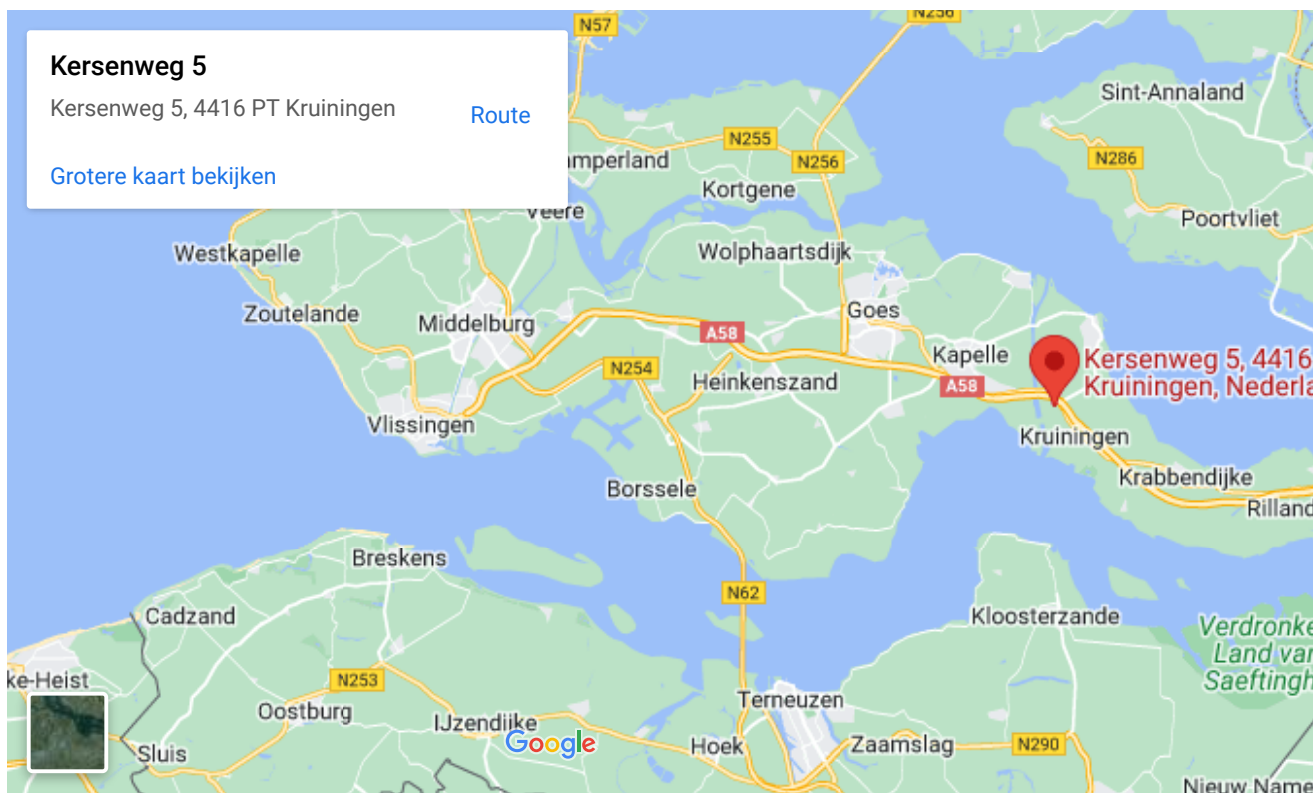 Kersenweg 5
Kersenweg 5, 4416 PT Kruiningen
Route
Grotere kaart bekijken
N57
N256
Sint-Annaland
N255
N286
amperland
N256
Kortgene
Veere
Poortvliet
Westkapelle
Wolphaartsdijk
Zoutelande
Goes
Middelburg
A58
Kapelle
Kersenweg 5, 4416
Kruiningen, Nederla
N254
Heinkenszand
A58
Vlissingen
Kruiningen
Krabbendijke
Borssele
Rilland
Breskens
N62
Cadzand
Kloosterzande
Verdronke
Land van
Saeftingh
ke-Heist
N253
Terneuzen
Oostburg
IJzendijke
Google
Hoek
Zaamslag
N290
Sluis
Nieuw Name